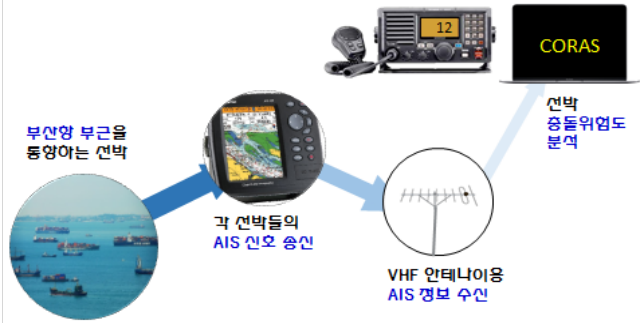 12
CORAS
선박
충돌위험도
분석
부산항 부근을
통항하는 선박
각 선박들의
AIS 신호 송신
VHF 안테나이용
AIS 정보 수신